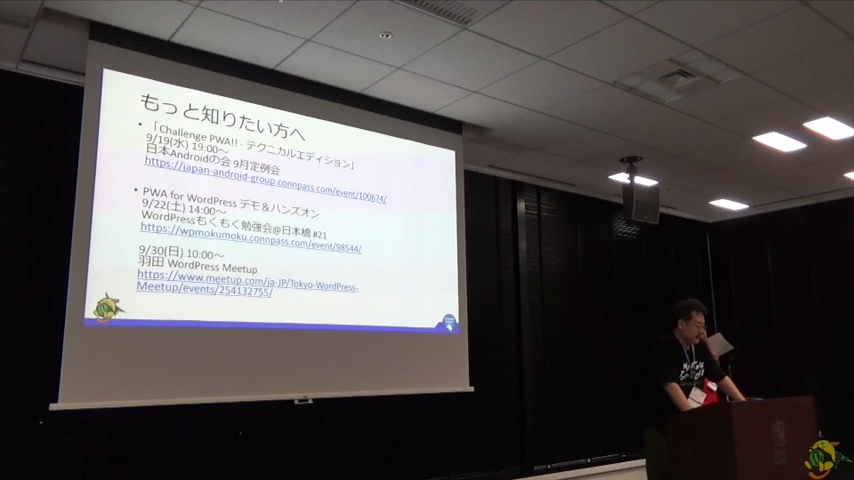 もっと知りたい方へ
・「Challenge PWA!! - テクニカルエディション」
9/19(水) 19:00～
日本Androidの会 9月定例会
https://japan-android-group.connpass.com/event/100674/
・PWA for WordPress デモ＆ハンズオン
9/22(土) 14:00～
WordPressもくもく勉強会@日本橋 #21
https://wpmokumoku.connpass.com/event/98544/
9/30(日) 10:00～
羽田 WordPress Meetup
https://www.meetup.com/ja-JP/Tokyo-WordPress-
Meetup/events/254132755/